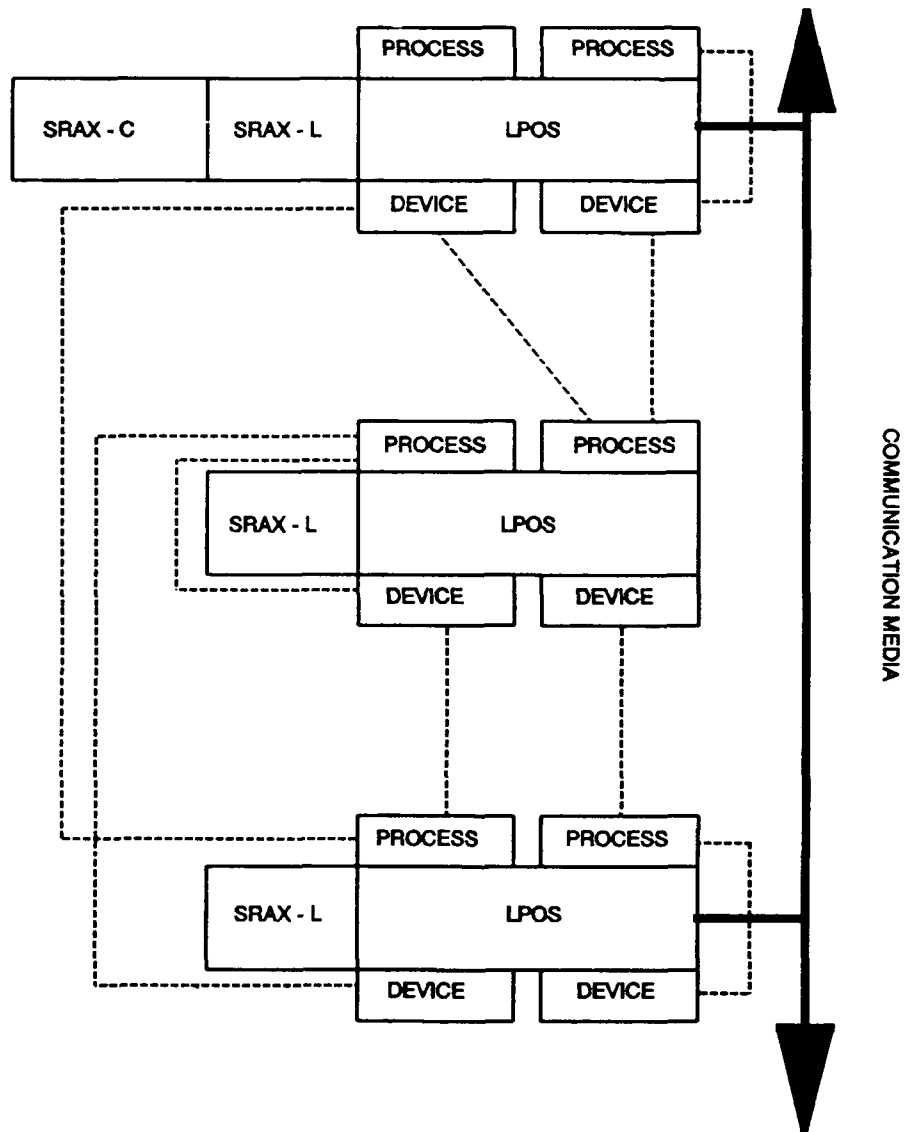 PROCESS
PROCESS
SRAX - C
SRAX - L
LPOS
DEVICE
DEVICE
PROCESS
PROCESS
SRAX - L
LPOS
DEVICE
DEVICE
PROCESS
PROCESS
SRAX - L
LPOS
DEVICE
DEVICE
COMMUNICATION MEDIA